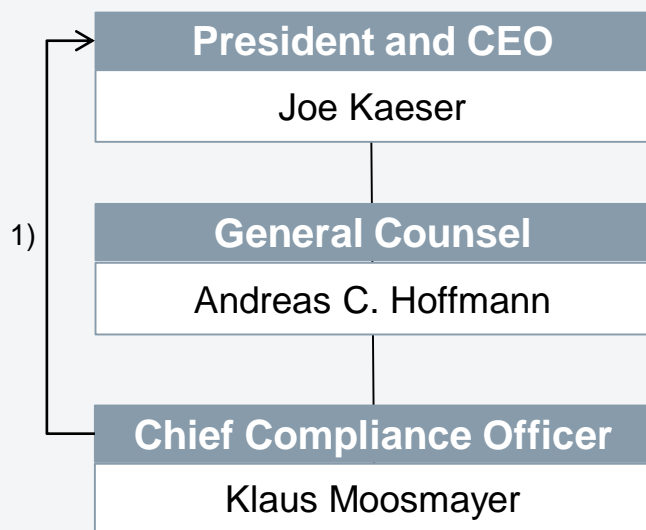 President and CEO
Joe Kaeser
1)
General Counsel
Andreas C. Hoffmann
Chief Compliance Officer
Klaus Moosmayer